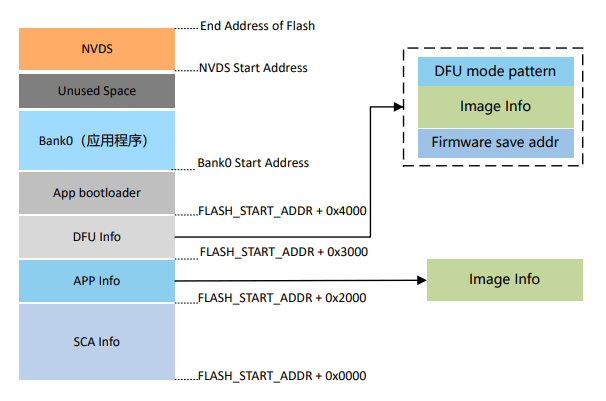 End Address of Flash
NVDS
NVDS Start Address
Unused Space
Bank0（应用程序）
Bank0 Start Address
App bootloader
FLASH_START_ADDR + 0x4000
DFU Info
FLASH_START_ADDR + 0x3000
APP Info
FLASH_START_ADDR + 0x2000
SCA Info
FLASH_START_ADDR + 0x0000
DFU mode pattern
Image Info
Firmware save addr
Image Info